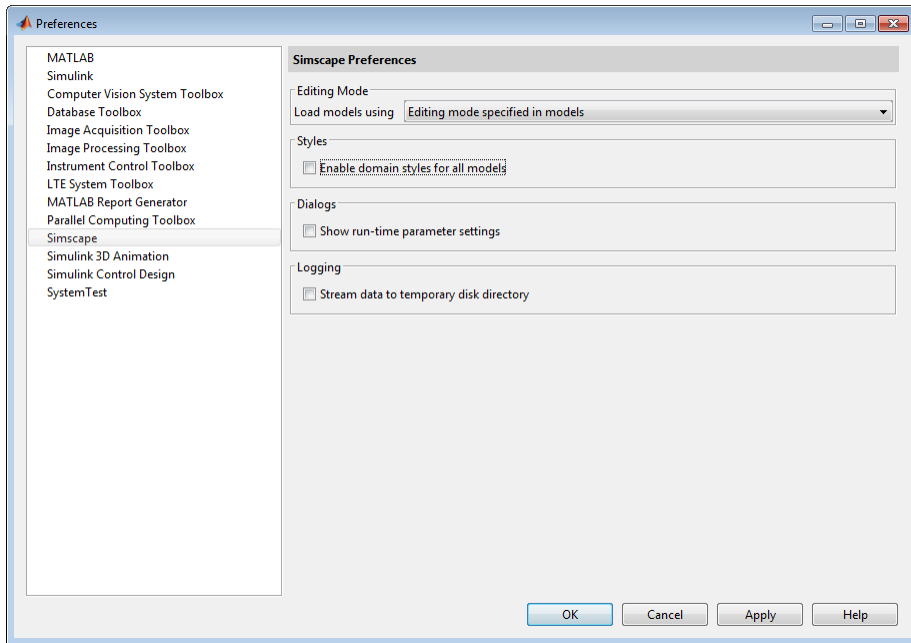 Preferences
MATLAB
Simulink
Computer Vision System Toolbox
Database Toolbox
Image Acquisition Toolbox
Image Processing Toolbox
Instrument Control Toolbox
LTE System Toolbox
MATLAB Report Generator
Parallel Computing Toolbox
Simscape
Simulink 3D Animation
Simulink Control Design
SystemTest
Simscape Preferences
Editing Mode
Load models using Editing mode specified in models
Styles
Enable domain styles for all models
Dialogs
Show run-time parameter settings
Logging
Stream data to temporary disk directory
OK Cancel Apply Help